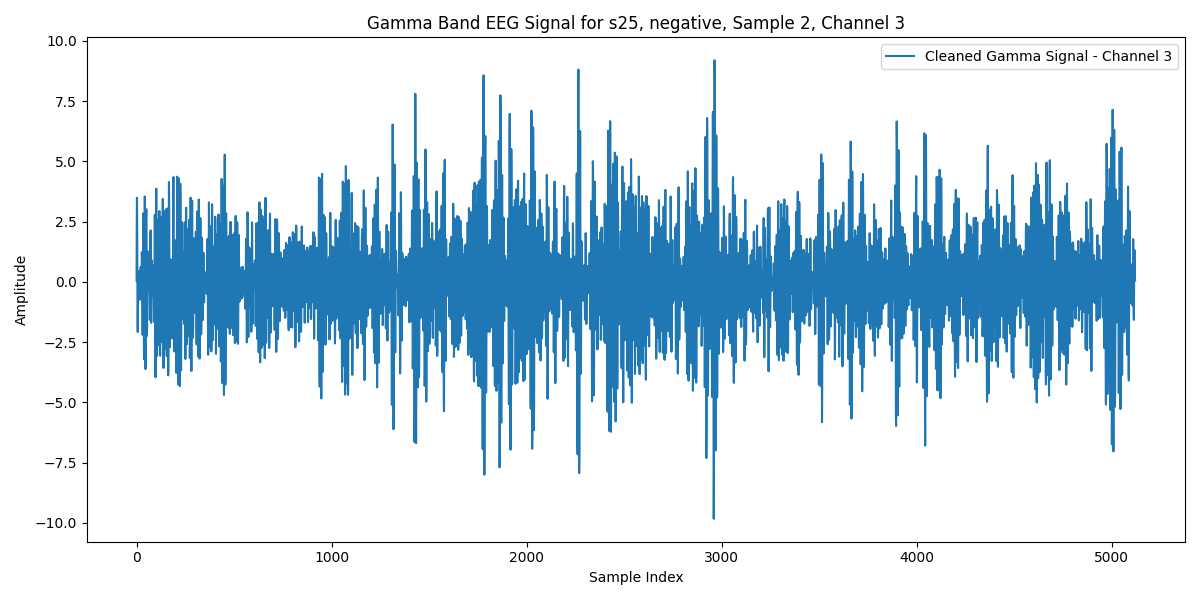 Gamma Band EEG Signal for s25, negative, Sample 2, Channel 3
Cleaned Gamma Signal - Channel 3
10.0
7.5
5.0
2.5
0.0
−2.5
−5.0
−7.5
−10.0
Amplitude
0 1000 2000 3000 4000 5000
Sample Index